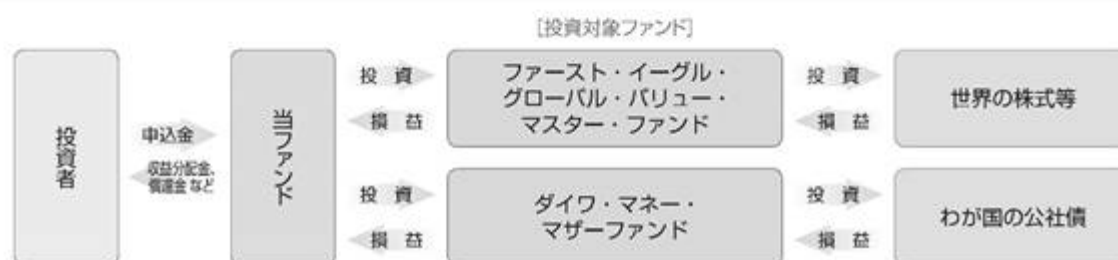 [投資対象ファンド]
投資者
申込金
収益分配金、
償還金 など
当ファンド
投 資
損 益
ファースト・イーグル・
グローバル・バリュー・
マスター・ファンド
投 資
損 益
世界の株式等
投 資
損 益
ダイワ・マネー・
マザーファンド
投 資
損 益
わが国の公社債